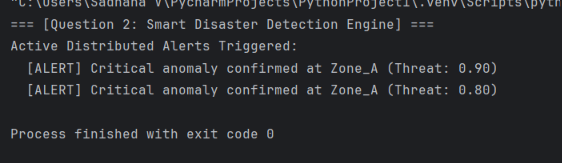 "C:\Users\Sadhana V\PycharmProjects\PythonProject1\.venv\Scripts\pyth
=== [Question 2: Smart Disaster Detection Engine] ===
Active Distributed Alerts Triggered:
[ALERT] Critical anomaly confirmed at Zone_A (Threat: 0.90)
[ALERT] Critical anomaly confirmed at Zone_A (Threat: 0.80)
Process finished with exit code 0